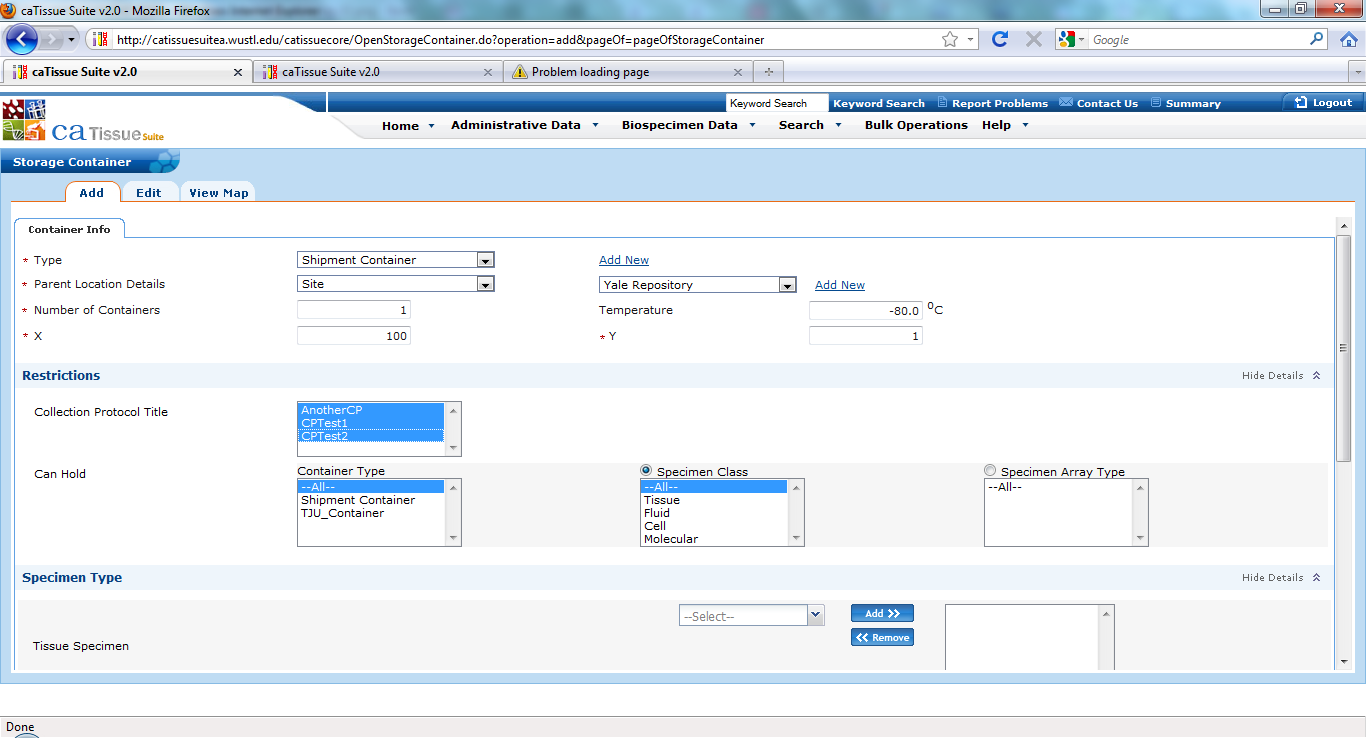 caTissue Suite v2.0 - Mozilla Firefox
http://catissuesuitea.wustl.edu/catissuecore/OpenStorageContainer.do?operation=add&pageOf=pageOfStorageContainer
Google
caTissue Suite v2.0
caTissue Suite v2.0
Problem loading page
Keyword Search Keyword Search Report Problems Contact Us Summary Logout
ca Tissue Suite
Home Administrative Data Biospecimen Data Search Bulk Operations Help
Storage Container
Add Edit View Map
Container Info
* Type Shipment Container Add New
* Parent Location Details Site Yale Repository Add New
* Number of Containers 1 Temperature -80.0 0C
* X 100 * Y 1
Restrictions Hide Details
Collection Protocol Title
AnotherCP
CPTest1
CPTest2
Can Hold
Container Type
--All--
Shipment Container
TJU_Container
Specimen Class
--All--
Tissue
Fluid
Cell
Molecular
Specimen Array Type
--All--
Specimen Type Hide Details
Tissue Specimen
--Select--
Add >>
<< Remove
Done